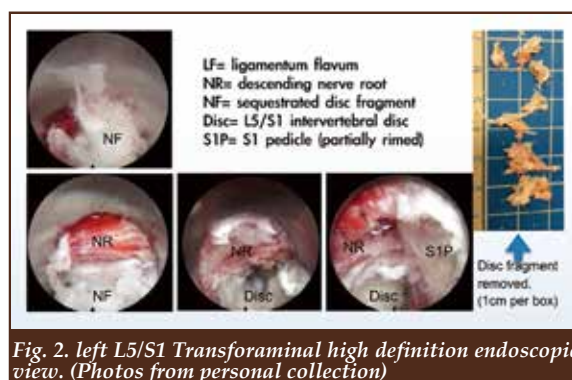 NF
LF= ligamentum flavum
NR= descending nerve root
NF= sequestrated disc fragment
Disc= L5/S1 intervertebral disc
S1P= S1 pedicle (partially rimed)
NR
NF
NR
Disc
NR
S1P
Disc
Disc fragment
removed.
(1cm per box)
Fig. 2. left L5/S1 Transforaminal high definition endoscopic
view. (Photos from personal collection)